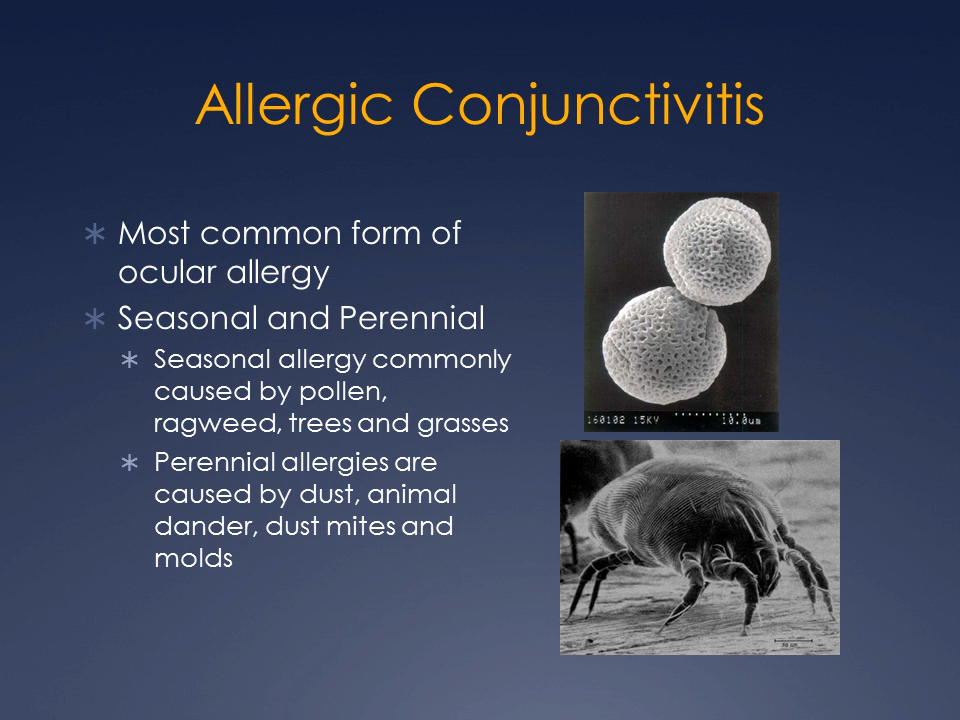 Allergic Conjunctivitis
Most common form of
ocular allergy
Seasonal and Perennial
Seasonal allergy commonly
caused by pollen,
ragweed, trees and grasses
Perennial allergies are
caused by dust, animal
dander, dust mites and
molds
160102 15KV 10.0um